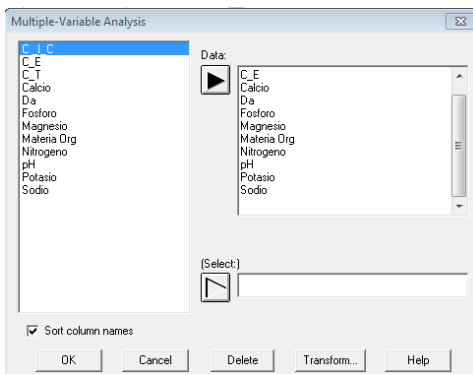 Multiple-Variable Analysis
C_I_C
C_E
C_T
Calcio
Da
Fosforo
Magnesio
Materia Org
Nitrogeno
pH
Potasio
Sodio
Data:
C_E
Da
Fosforo
Magnesio
Materia Org
Nitrogeno
pH
Potasio
Sodio
(Select:)
Sort column names
OK
Cancel
Delete
Transform...
Help